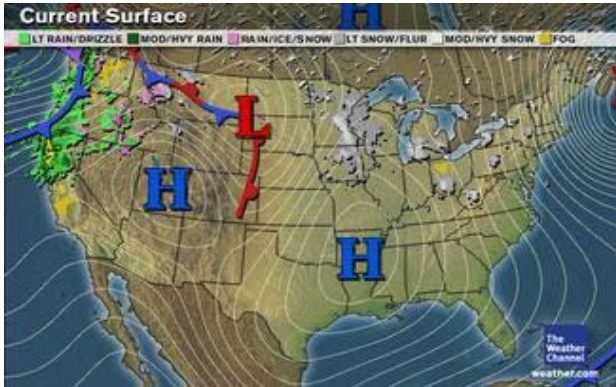 Current Surface
LT RAIN/DRIZZLE MOD/HVY RAIN RAIN/ICE/SNOW LT SNOW/FLUR MOD/HVY SNOW FOG
H
L
H
H
The
Weather
Channel
weather.com